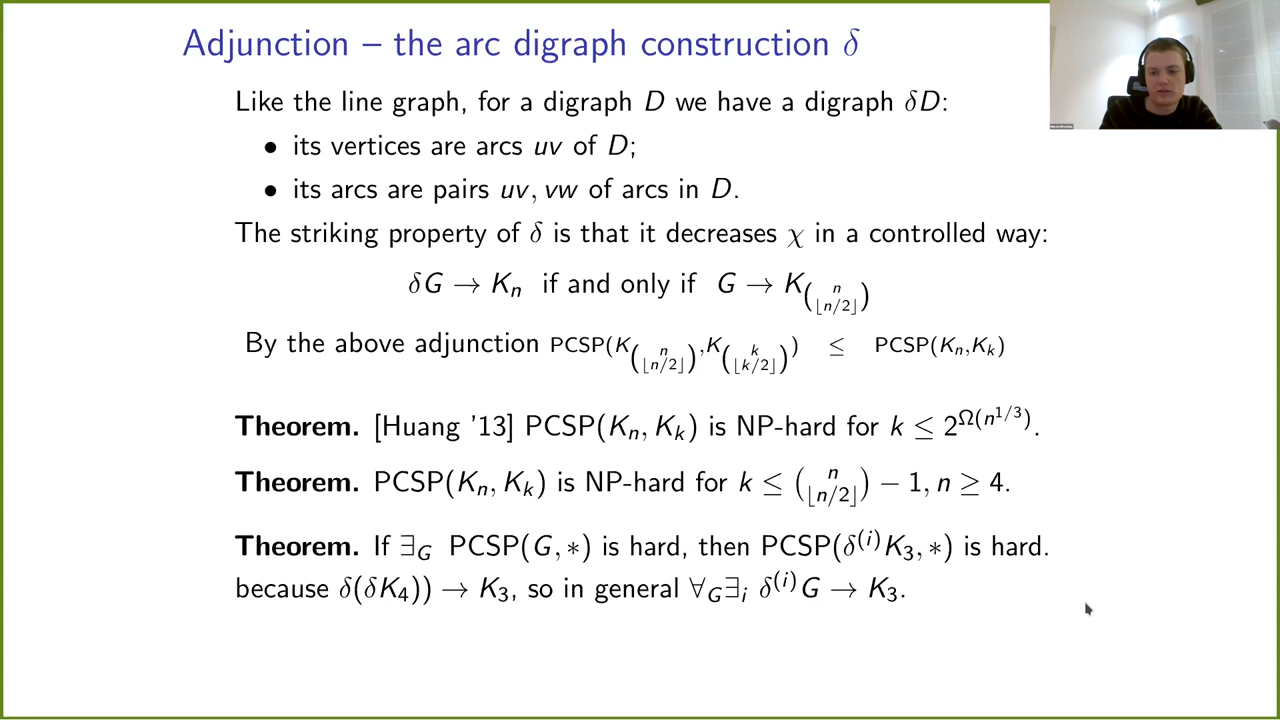 Adjunction – the arc digraph construction δ
Like the line graph, for a digraph D we have a digraph δD:
• its vertices are arcs uv of D;
• its arcs are pairs uv, vw of arcs in D.
The striking property of δ is that it decreases χ in a controlled way:
δG → K_n if and only if G → K_{\binom{n}{⌊n/2⌋}}
By the above adjunction PCSP(K_{\binom{n}{⌊n/2⌋}},K_{\binom{k}{⌊k/2⌋}}) ≤ PCSP(K_n,K_k)
Theorem. [Huang '13] PCSP(K_n, K_k) is NP-hard for k ≤ 2^{Ω(n^{1/3})}.
Theorem. PCSP(K_n, K_k) is NP-hard for k ≤ \binom{n}{⌊n/2⌋} − 1, n ≥ 4.
Theorem. If ∃_G PCSP(G, ∗) is hard, then PCSP(δ^{(i)}K_3, ∗) is hard.
because δ(δK_4)) → K_3, so in general ∀_G∃_i δ^{(i)}G → K_3.